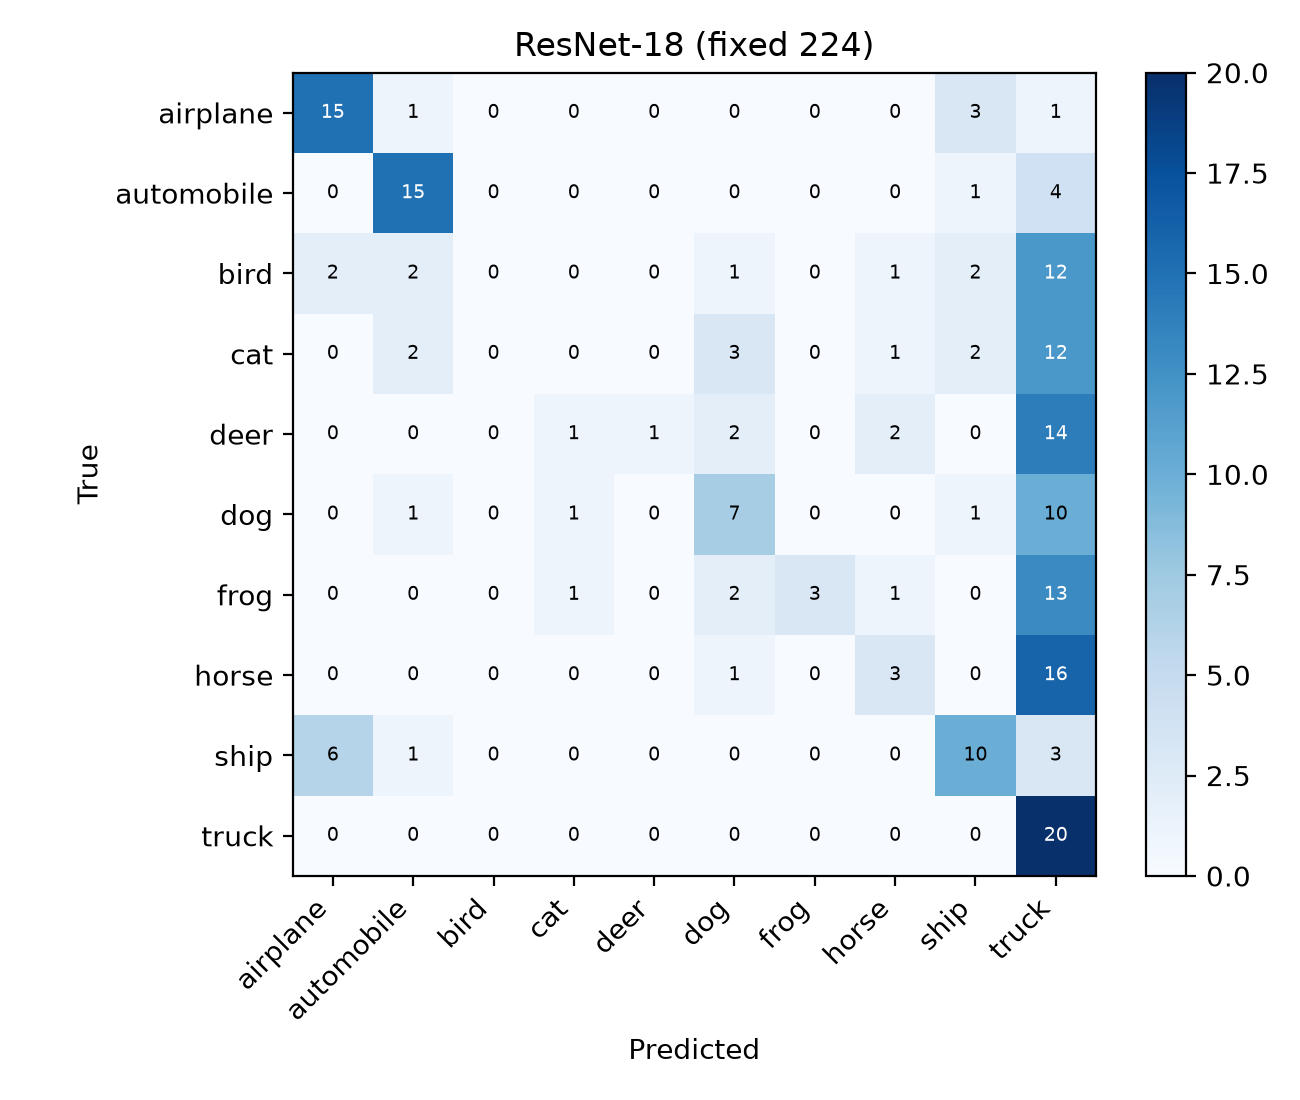 ResNet-18 (fixed 224)
airplane 15 1 0 0 0 0 0 0 3 1
automobile 0 15 0 0 0 0 0 0 1 4
bird 2 2 0 0 0 1 0 1 2 12
cat 0 2 0 0 0 3 0 1 2 12
deer 0 0 0 1 1 2 0 2 0 14
dog 0 1 0 1 0 7 0 0 1 10
frog 0 0 0 1 0 2 3 1 0 13
horse 0 0 0 0 0 1 0 3 0 16
ship 6 1 0 0 0 0 0 0 10 3
truck 0 0 0 0 0 0 0 0 0 20
True
airplane automobile bird cat deer dog frog horse ship truck
Predicted
20.0
17.5
15.0
12.5
10.0
7.5
5.0
2.5
0.0